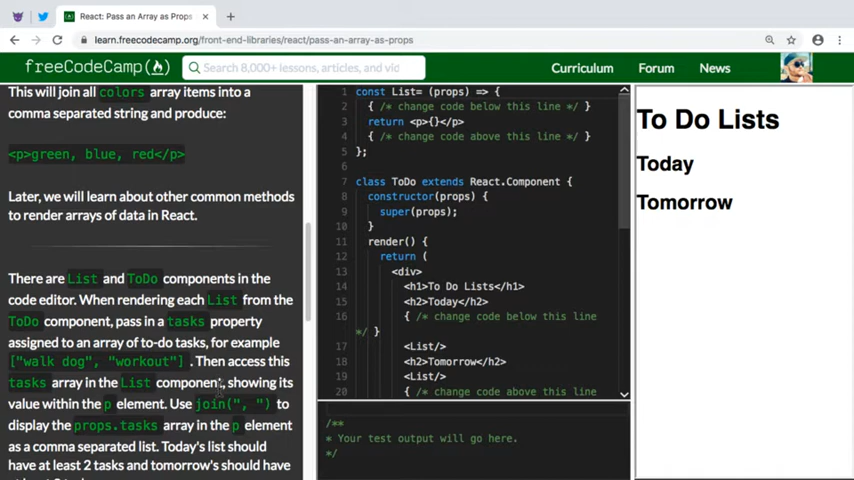 React: Pass an Array as Props
learn.freecodecamp.org/front-end-libraries/react/pass-an-array-as-props
freeCodeCamp(🔥)
Search 8,000+ lessons, articles, and vid
Curriculum
Forum
News
This will join all colors array items into a
comma separated string and produce:
<p>green, blue, red</p>
Later, we will learn about other common methods
to render arrays of data in React.
There are List and ToDo components in the
code editor. When rendering each List from the
ToDo component, pass in a tasks property
assigned to an array of to-do tasks, for example
["walk dog", "workout"] . Then access this
tasks array in the List component, showing its
value within the p element. Use join(", ") to
display the props.tasks array in the p element
as a comma separated list. Today's list should
have at least 2 tasks and tomorrow's should have
1 const List= (props) => {
2 { /* change code below this line */ }
3 return <p>{}</p>
4 { /* change code above this line */ }
5 };
6
7 class ToDo extends React.Component {
8 constructor(props) {
9 super(props);
10 }
11 render() {
12 return (
13 <div>
14 <h1>To Do Lists</h1>
15 <h2>Today</h2>
16 { /* change code below this line
*/ }
17 <List/>
18 <h2>Tomorrow</h2>
19 <List/>
20 { /* change code above this line
/**
* Your test output will go here.
*/
To Do Lists
Today
Tomorrow